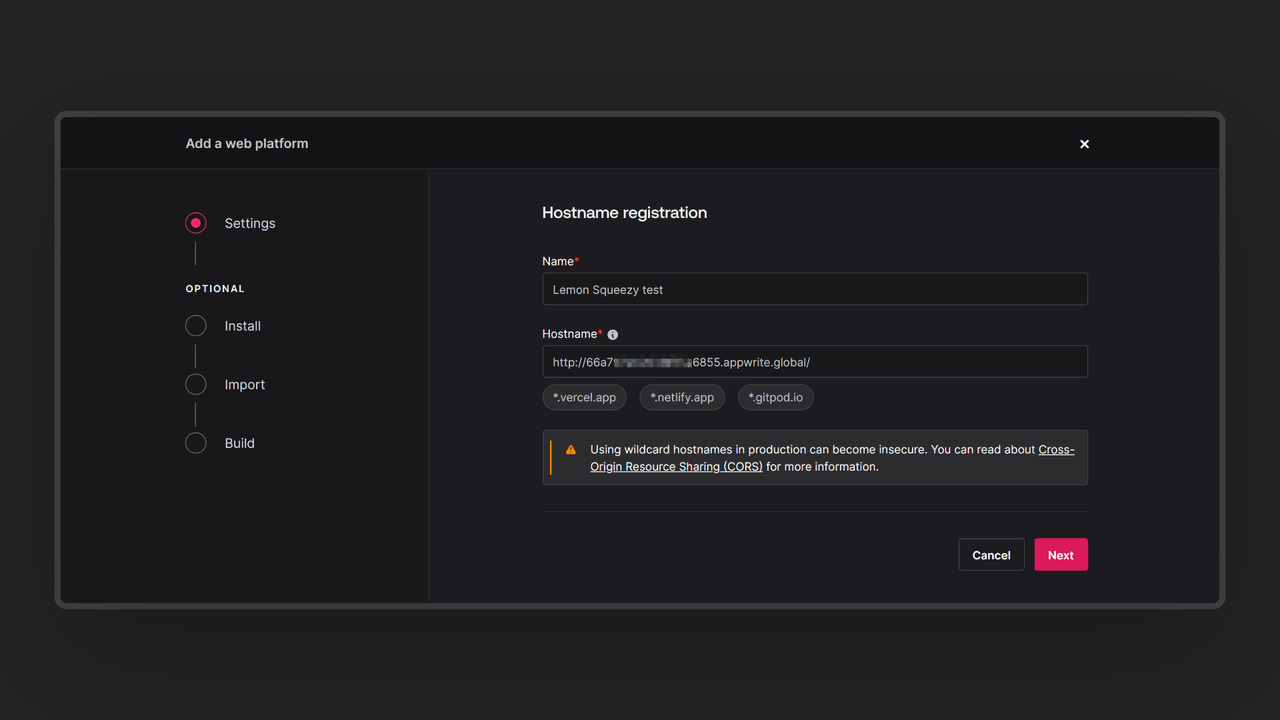 Add a web platform
Settings
OPTIONAL
Install
Import
Build
Hostname registration
Name*
Lemon Squeezy test
Hostname*
http://66a7 6855.appwrite.global/
*.vercel.app
*.netlify.app
*.gitpod.io
Using wildcard hostnames in production can become insecure. You can read about Cross-
Origin Resource Sharing (CORS) for more information.
Cancel
Next